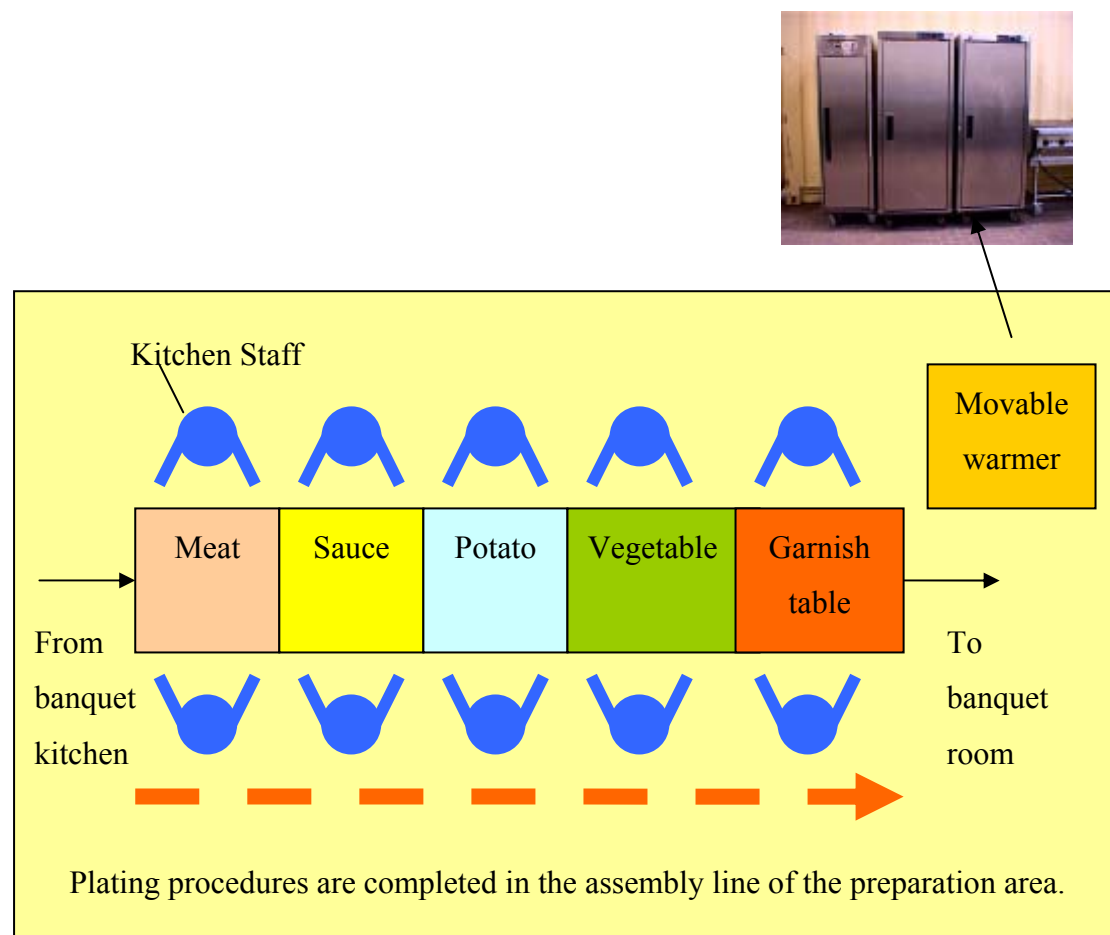 Kitchen Staff
Movable
warmer
Meat
Sauce
Potato
Vegetable
Garnish
table
From
banquet
kitchen
To
banquet
room
Plating procedures are completed in the assembly line of the preparation area.